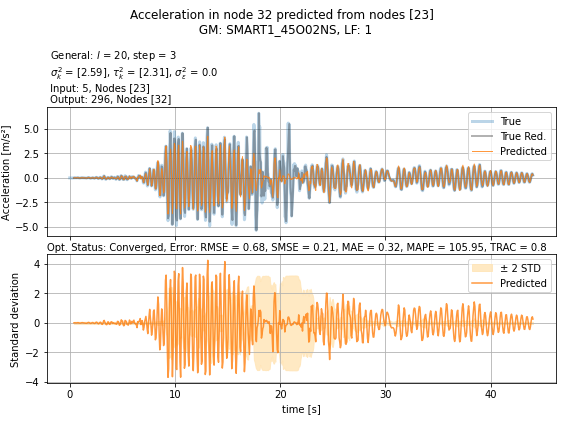 Acceleration in node 32 predicted from nodes [23]
GM: SMART1_45O02NS, LF: 1
General: l = 20, step = 3
σ²ₖ = [2.59], τ²ₖ = [2.31], σ²ε = 0.0
Input: 5, Nodes [23]
Output: 296, Nodes [32]
Acceleration [m/s²]
5.0
2.5
0.0
−2.5
−5.0
True
True Red.
Predicted
Opt. Status: Converged, Error: RMSE = 0.68, SMSE = 0.21, MAE = 0.32, MAPE = 105.95, TRAC = 0.8
Standard deviation
4
2
0
−2
−4
± 2 STD
Predicted
0
10
20
30
40
time [s]